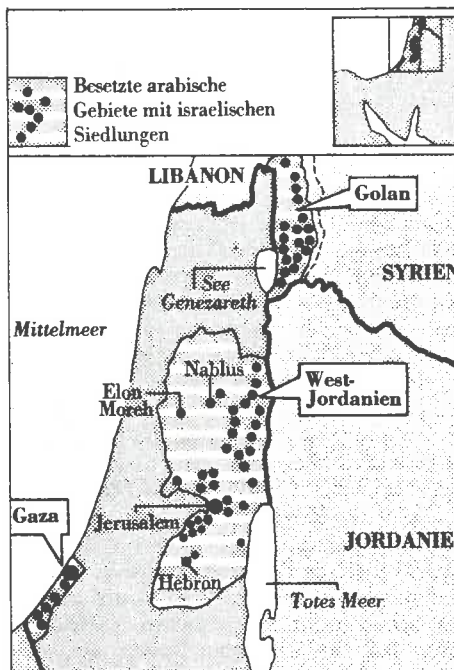 Besetzte arabische
Gebiete mit israelischen
Siedlungen
LIBANON
Golan
See
Genezareth
SYRIEN
Mittelmeer
Nablus
Elon
Moreh
West-
Jordanien
Gaza
Jerusalem
JORDANIE
Hebron
Totes Meer